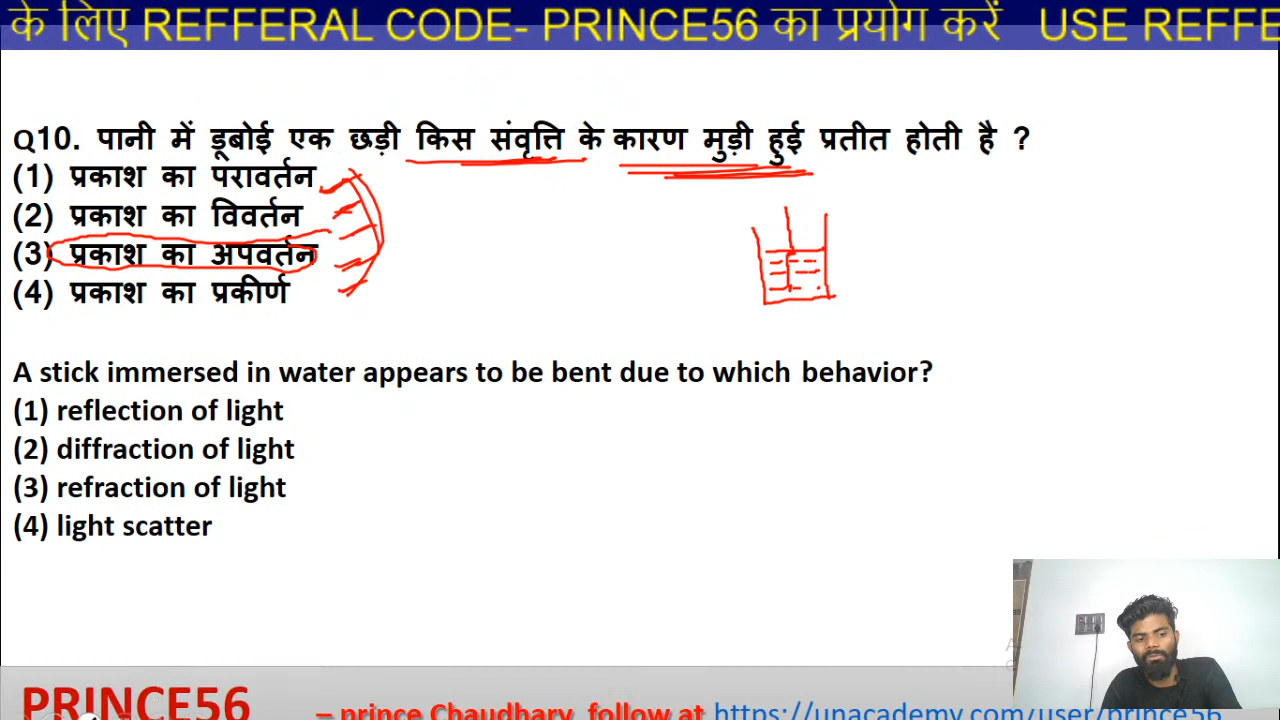 के लिए REFFERAL CODE- PRINCE56 का प्रयोग करें USE REFFE
Q10. पानी में डूबोई एक छड़ी किस संवृत्ति के कारण मुड़ी हुई प्रतीत होती है ?
(1) प्रकाश का परावर्तन
(2) प्रकाश का विवर्तन
(3) प्रकाश का अपवर्तन
(4) प्रकाश का प्रकीर्ण
A stick immersed in water appears to be bent due to which behavior?
(1) reflection of light
(2) diffraction of light
(3) refraction of light
(4) light scatter
PRINCE56
– prince Chaudhary follow at https://unacademy.com/user/prince56